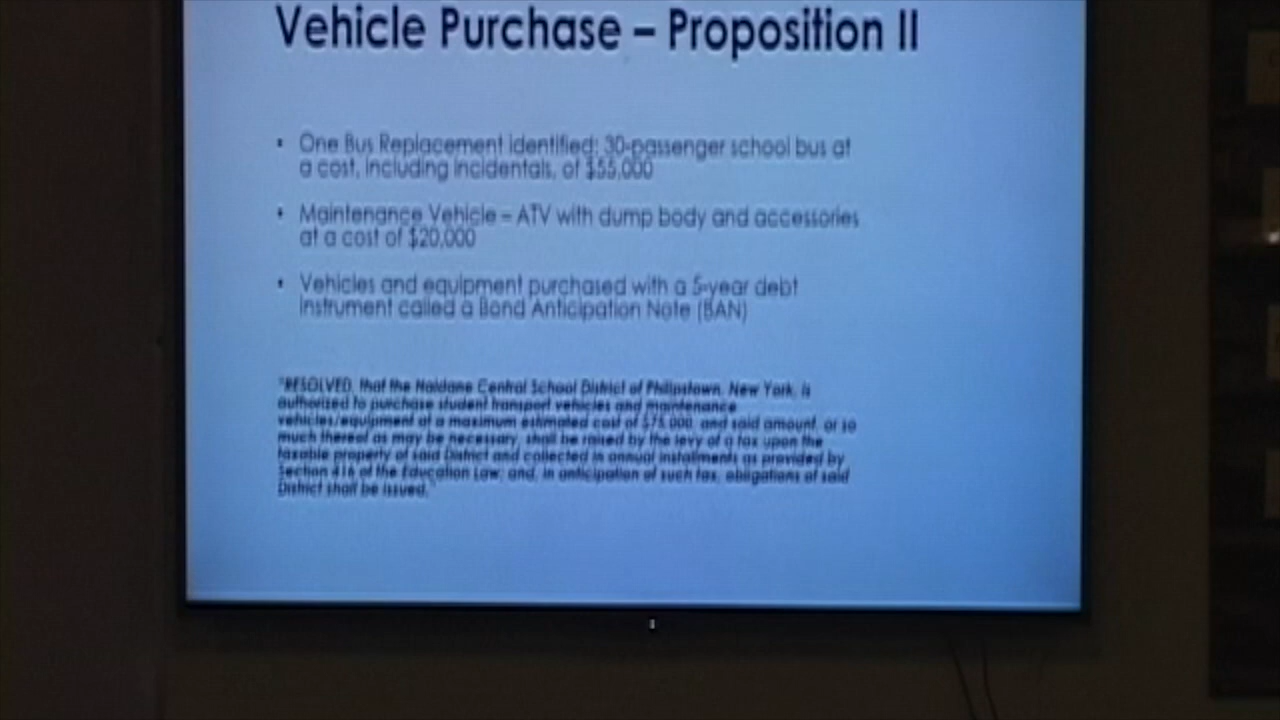 Vehicle Purchase – Proposition II
• One Bus Replacement identified: 30-passenger school bus at
a cost, including incidentals, of $55,000
• Maintenance Vehicle – ATV with dump body and accessories
at a cost of $20,000
• Vehicles and equipment purchased with a 5-year debt
instrument called a Bond Anticipation Note (BAN)
"RESOLVED, that the Haldane Central School District of Philipstown, New York, is
authorized to purchase student transport vehicles and maintenance
vehicles/equipment at a maximum estimated cost of $75,000, and said amount, or so
much thereof as may be necessary, shall be raised by the levy of a tax upon the
taxable property of said District and collected in annual installments as provided by
Section 416 of the Education Law; and, in anticipation of such tax, obligations of said
District shall be issued."